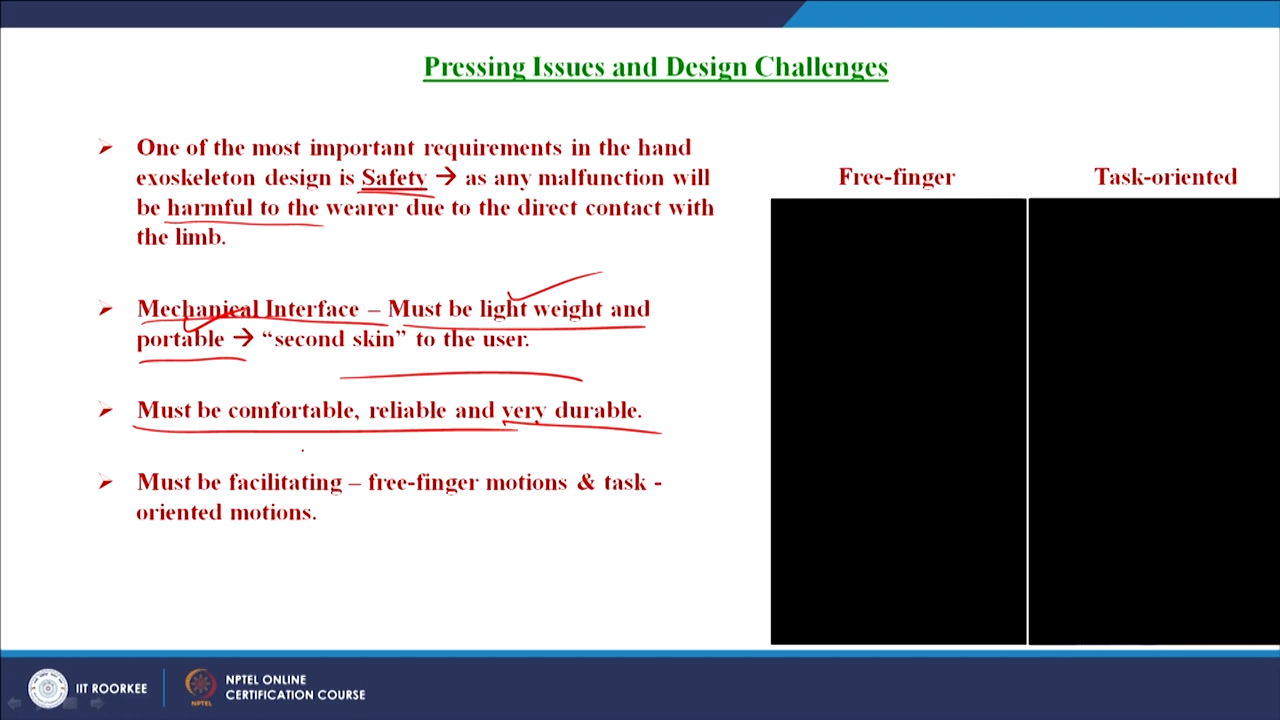 Pressing Issues and Design Challenges
➢ One of the most important requirements in the hand
exoskeleton design is Safety → as any malfunction will
be harmful to the wearer due to the direct contact with
the limb.
➢ Mechanical Interface – Must be light weight and
portable → “second skin” to the user.
➢ Must be comfortable, reliable and very durable.
➢ Must be facilitating – free-finger motions & task -
oriented motions.
Free-finger
Task-oriented
IIT ROORKEE
NPTEL
NPTEL ONLINE
CERTIFICATION COURSE